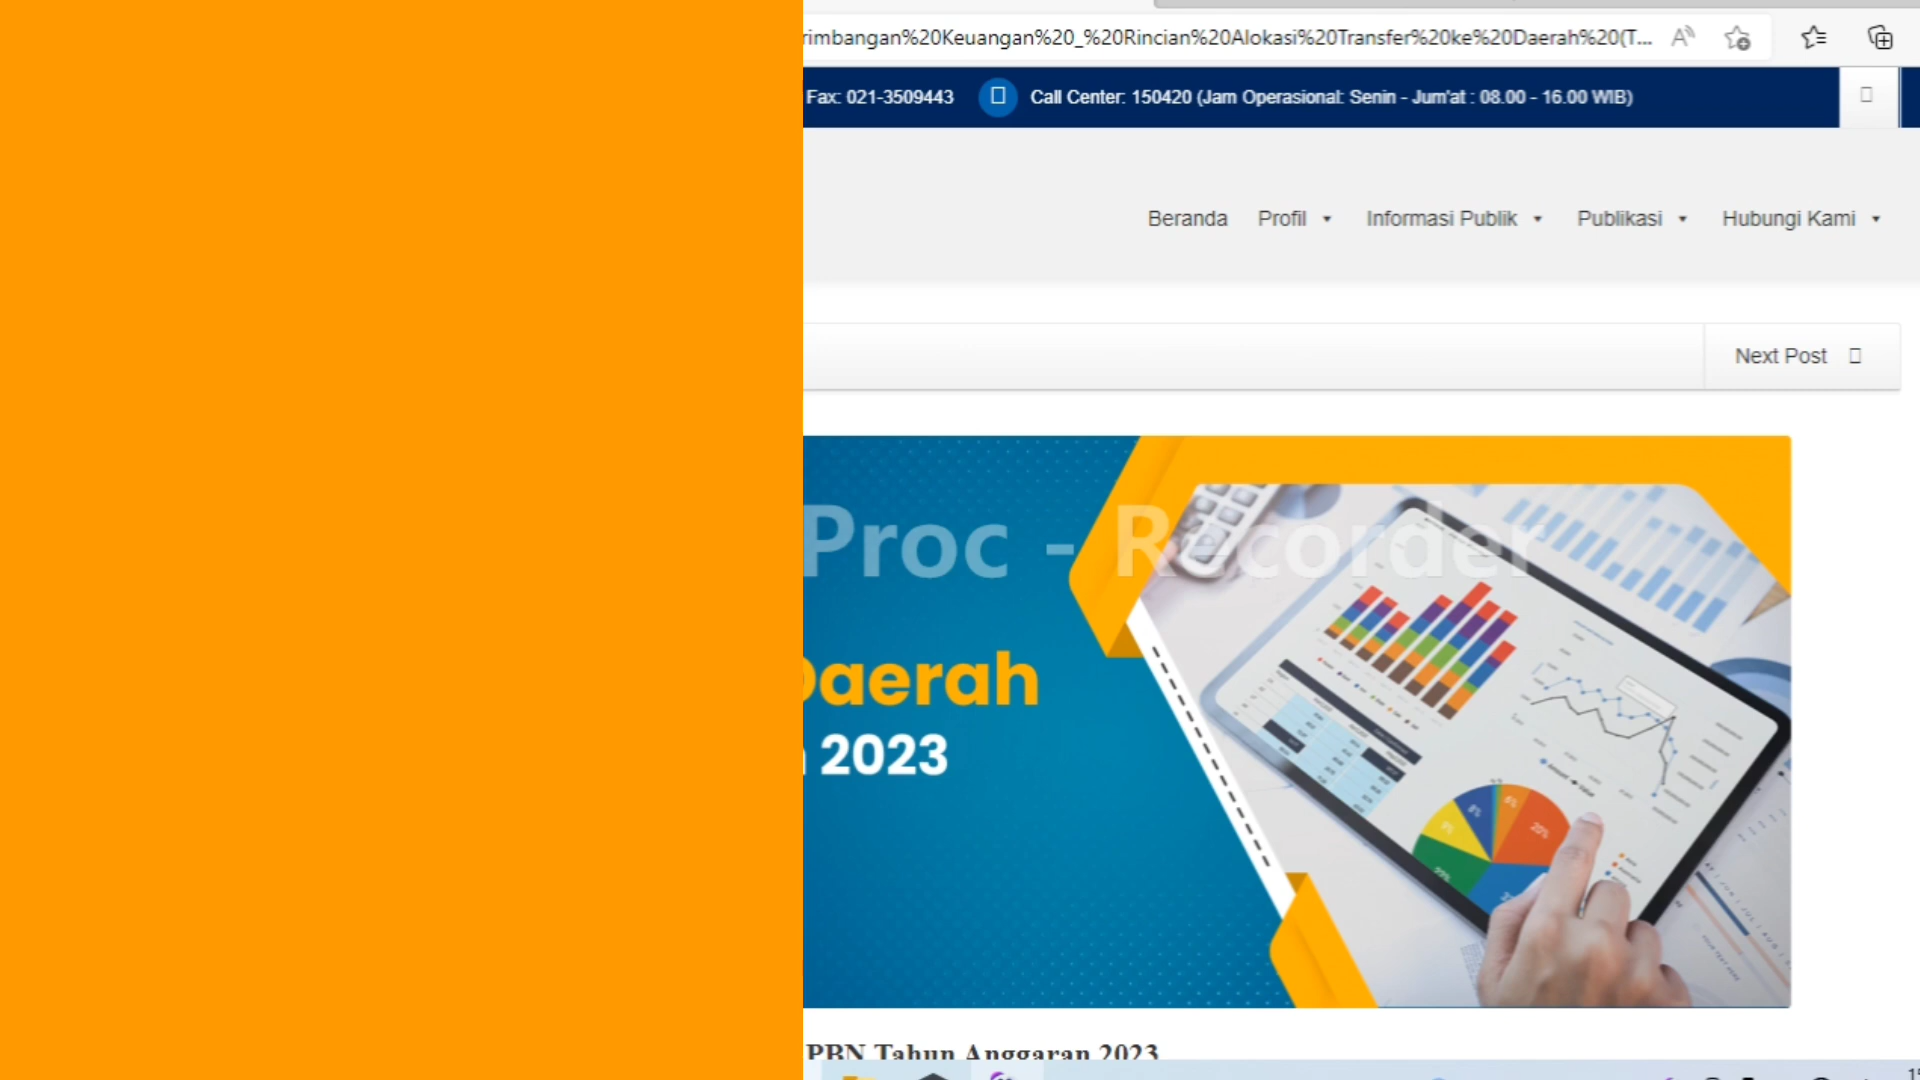 rimbangan%20Keuangan%20_%20Rincian%20Alokasi%20Transfer%20ke%20Daerah%20(T...
Fax: 021-3509443
Call Center: 150420 (Jam Operasional: Senin - Jum'at : 08.00 - 16.00 WIB)
Beranda
Profil
Informasi Publik
Publikasi
Hubungi Kami
Next Post
Proc - Recorder
Daerah
2023
PBN Tahun Anggaran 2023